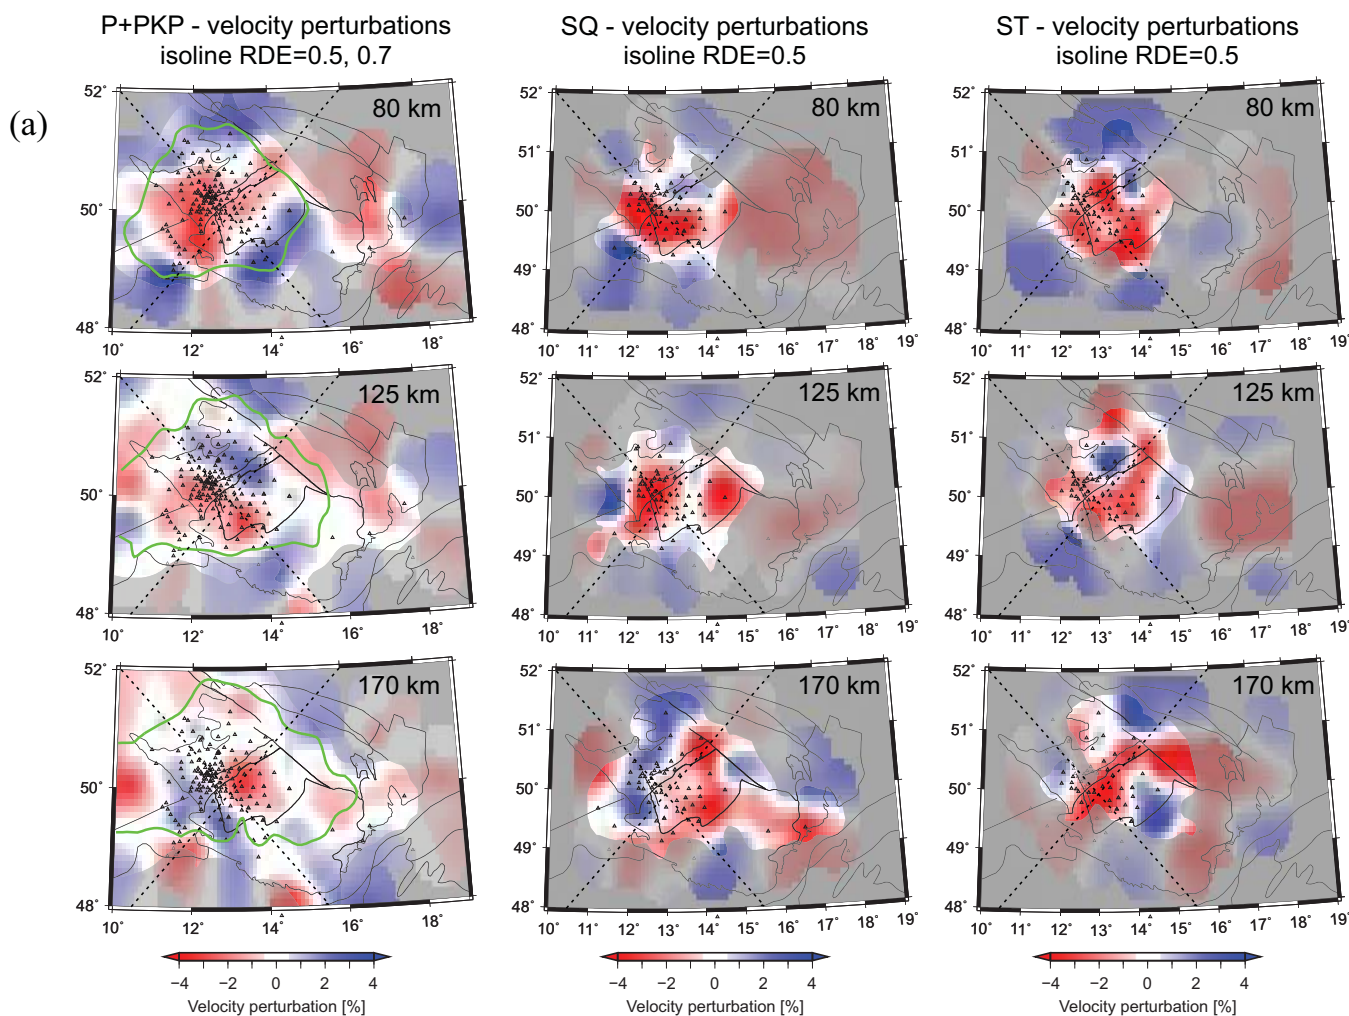 P+PKP - velocity perturbations
isoline RDE=0.5, 0.7
SQ - velocity perturbations
isoline RDE=0.5
ST - velocity perturbations
isoline RDE=0.5
(a)
80 km
52˚
50˚
48˚
10˚ 12˚ 14˚ 16˚ 18˚
80 km
52˚
51˚
50˚
49˚
48˚
10˚ 11˚ 12˚ 13˚ 14˚ 15˚ 16˚ 17˚ 18˚ 19˚
80 km
52˚
51˚
50˚
49˚
48˚
10˚ 11˚ 12˚ 13˚ 14˚ 15˚ 16˚ 17˚ 18˚ 19˚
125 km
52˚
50˚
48˚
10˚ 12˚ 14˚ 16˚ 18˚
125 km
52˚
51˚
50˚
49˚
48˚
10˚ 11˚ 12˚ 13˚ 14˚ 15˚ 16˚ 17˚ 18˚ 19˚
125 km
52˚
51˚
50˚
49˚
48˚
10˚ 11˚ 12˚ 13˚ 14˚ 15˚ 16˚ 17˚ 18˚ 19˚
170 km
52˚
50˚
48˚
10˚ 12˚ 14˚ 16˚ 18˚
170 km
52˚
51˚
50˚
49˚
48˚
10˚ 11˚ 12˚ 13˚ 14˚ 15˚ 16˚ 17˚ 18˚ 19˚
170 km
52˚
51˚
50˚
49˚
48˚
10˚ 11˚ 12˚ 13˚ 14˚ 15˚ 16˚ 17˚ 18˚ 19˚
−4 −2 0 2 4
Velocity perturbation [%]
−4 −2 0 2 4
Velocity perturbation [%]
−4 −2 0 2 4
Velocity perturbation [%]